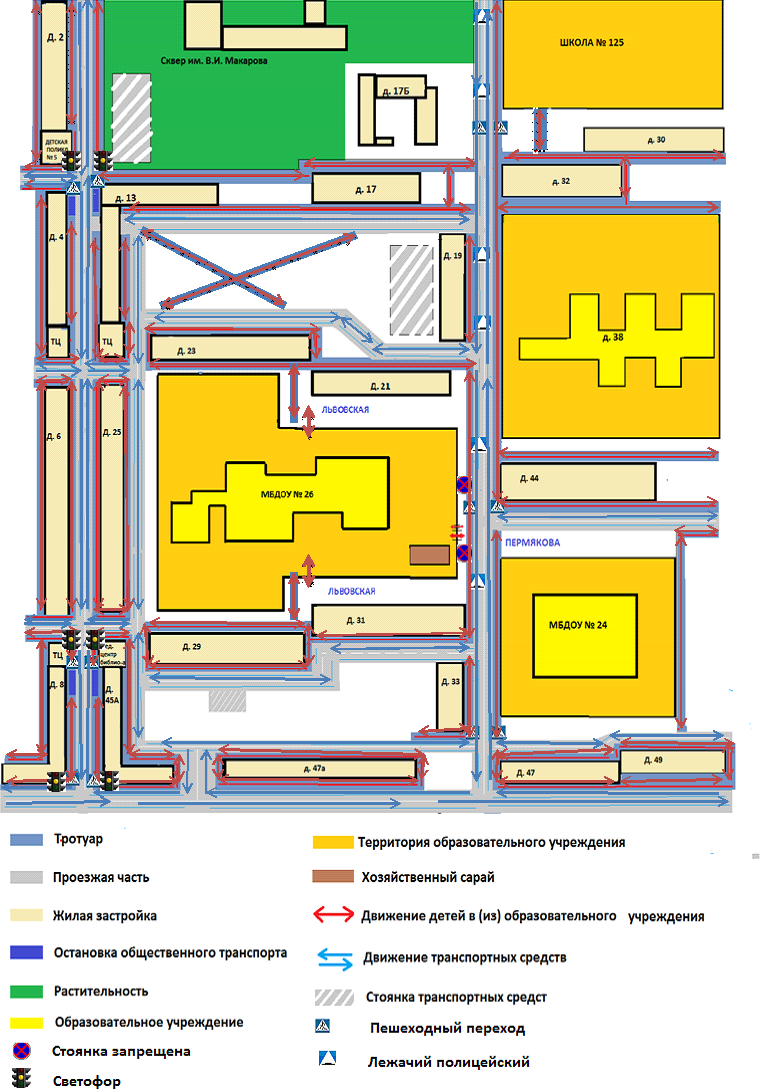 Д. 2
ШКОЛА № 125
Сквер им. В.И. Макарова
д. 17Б
ДЕТСКАЯ
ПОЛИКЛ.
№ 5
д. 30
д. 32
д. 17
д. 13
Д. 4
Д. 19
ТЦ
ТЦ
д. 38
Д. 23
Д. 21
ЛЬВОВСКАЯ
Д. 6
Д. 25
Д. 44
МБДОУ № 26
ПЕРМЯКОВА
ЛЬВОВСКАЯ
Д. 31
МБДОУ № 24
Д. 29
ТЦ
центр
Д. 8
Д.
45А
Д. 33
Д. 49
д. 47а
Д. 47
Тротуар
Территория образовательного учреждения
Проезжая часть
Хозяйственный сарай
Жилая застройка
Движение детей в (из) образовательного учреждения
Остановка общественного транспорта
Движение транспортных средств
Растительность
Стоянка транспортных средст
Образовательное учреждение
Пешеходный переход
Стоянка запрещена
Лежачий полицейский
Светофор